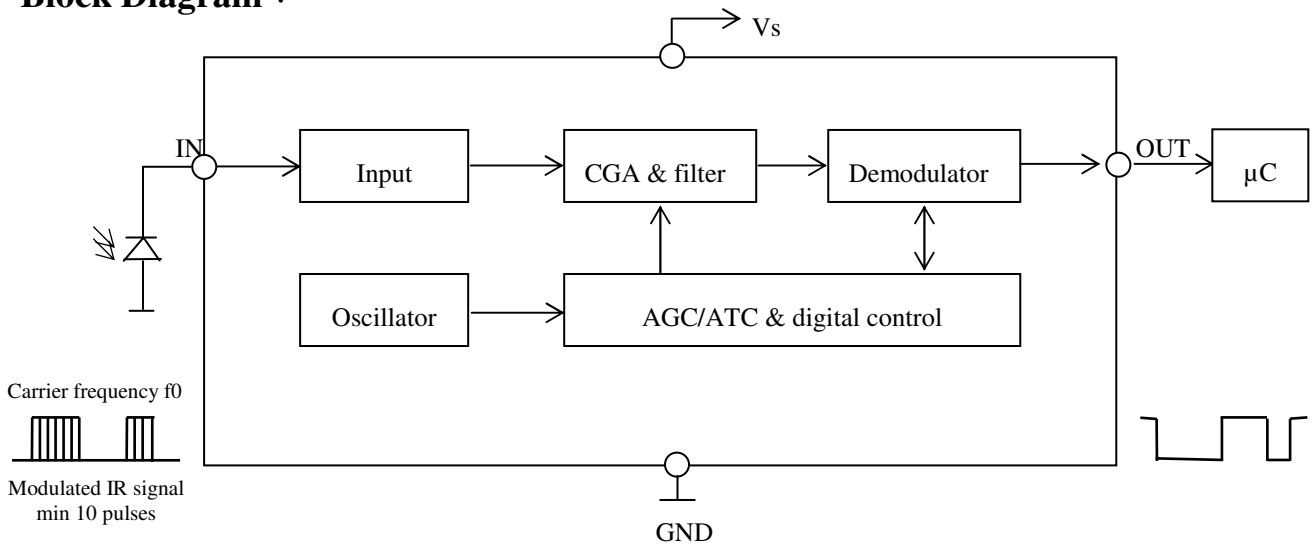 Block Diagram :
Vs
IN
Input
CGA & filter
Demodulator
OUT
µC
Oscillator
AGC/ATC & digital control
Carrier frequency f0
Modulated IR signal
min 10 pulses
GND